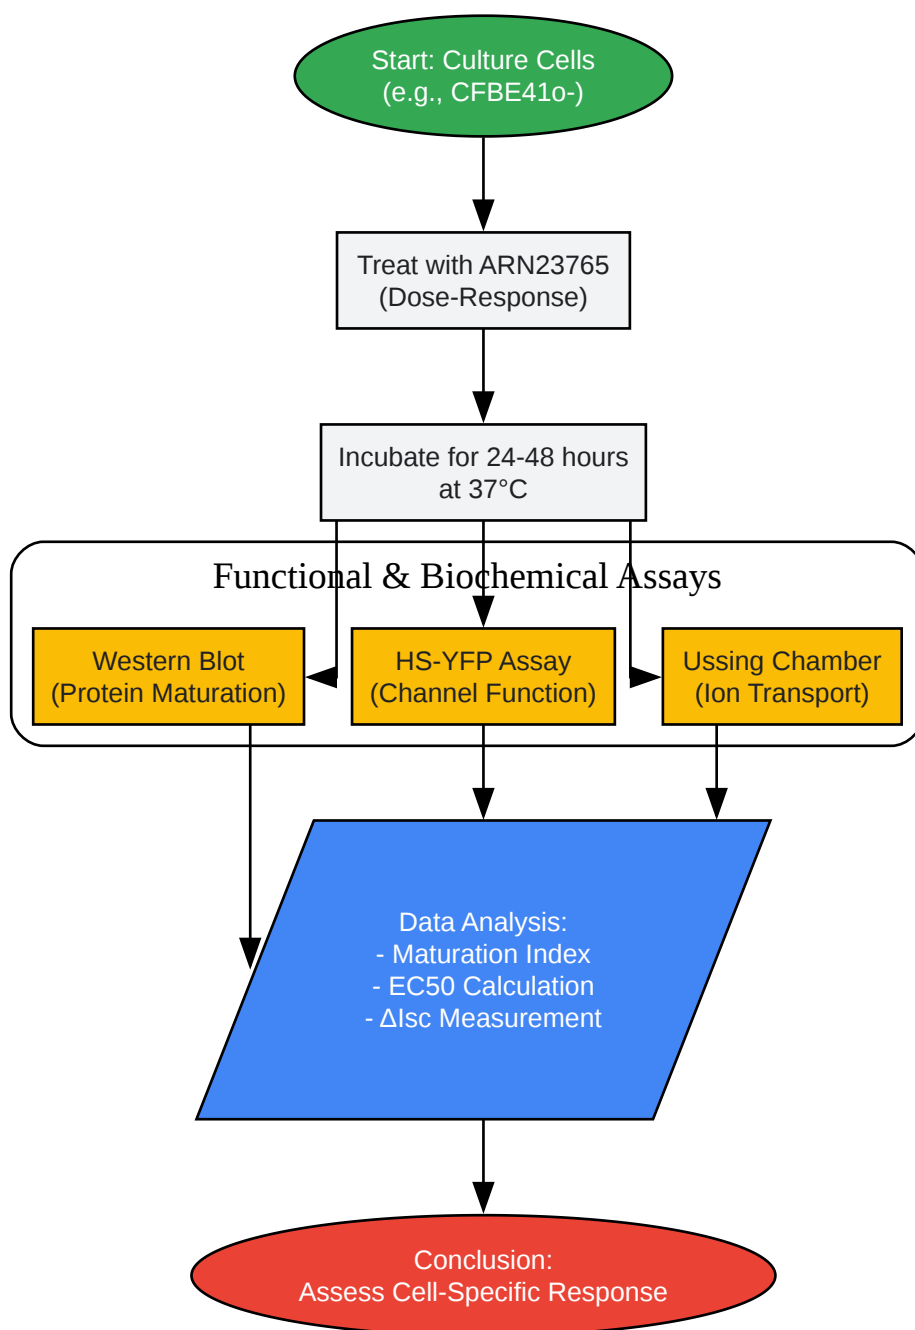 Start: Culture Cells
(e.g., CFBE41o-)
Treat with ARN23765
(Dose-Response)
Incubate for 24-48 hours
at 37°C
Functional & Biochemical Assays
Western Blot
(Protein Maturation)
HS-YFP Assay
(Channel Function)
Ussing Chamber
(Ion Transport)
Data Analysis:
- Maturation Index
- EC50 Calculation
- ΔIsc Measurement
Conclusion:
Assess Cell-Specific Response